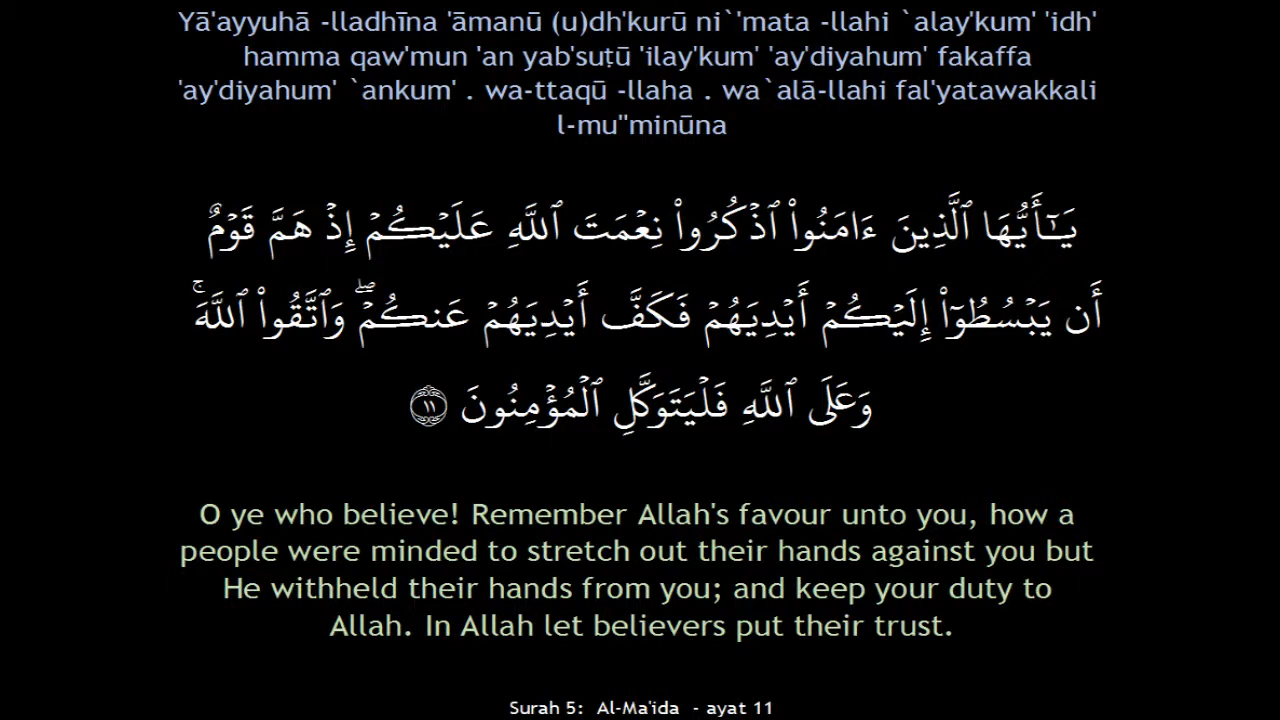 Yā'ayyuhā -lladhīna 'āmanū (u)dh'kurū ni`'mata -llahi `alay'kum' 'idh'
hamma qaw'mun 'an yab'suṭū 'ilay'kum' 'ay'diyahum' fakaffa
'ay'diyahum' `ankum' . wa-ttaqū -llaha . wa`alā-llahi fal'yatawakkali
l-mu"minūna
يَـٰٓأَيُّهَا ٱلَّذِينَ ءَامَنُوا۟ ٱذْكُرُوا۟ نِعْمَتَ ٱللَّهِ عَلَيْكُمْ إِذْ هَمَّ قَوْمٌ
أَن يَبْسُطُوٓا۟ إِلَيْكُمْ أَيْدِيَهُمْ فَكَفَّ أَيْدِيَهُمْ عَنكُمْ ۖ وَٱتَّقُوا۟ ٱللَّهَ ۚ
وَعَلَى ٱللَّهِ فَلْيَتَوَكَّلِ ٱلْمُؤْمِنُونَ ١١
O ye who believe! Remember Allah's favour unto you, how a
people were minded to stretch out their hands against you but
He withheld their hands from you; and keep your duty to
Allah. In Allah let believers put their trust.
Surah 5: Al-Ma'ida - ayat 11